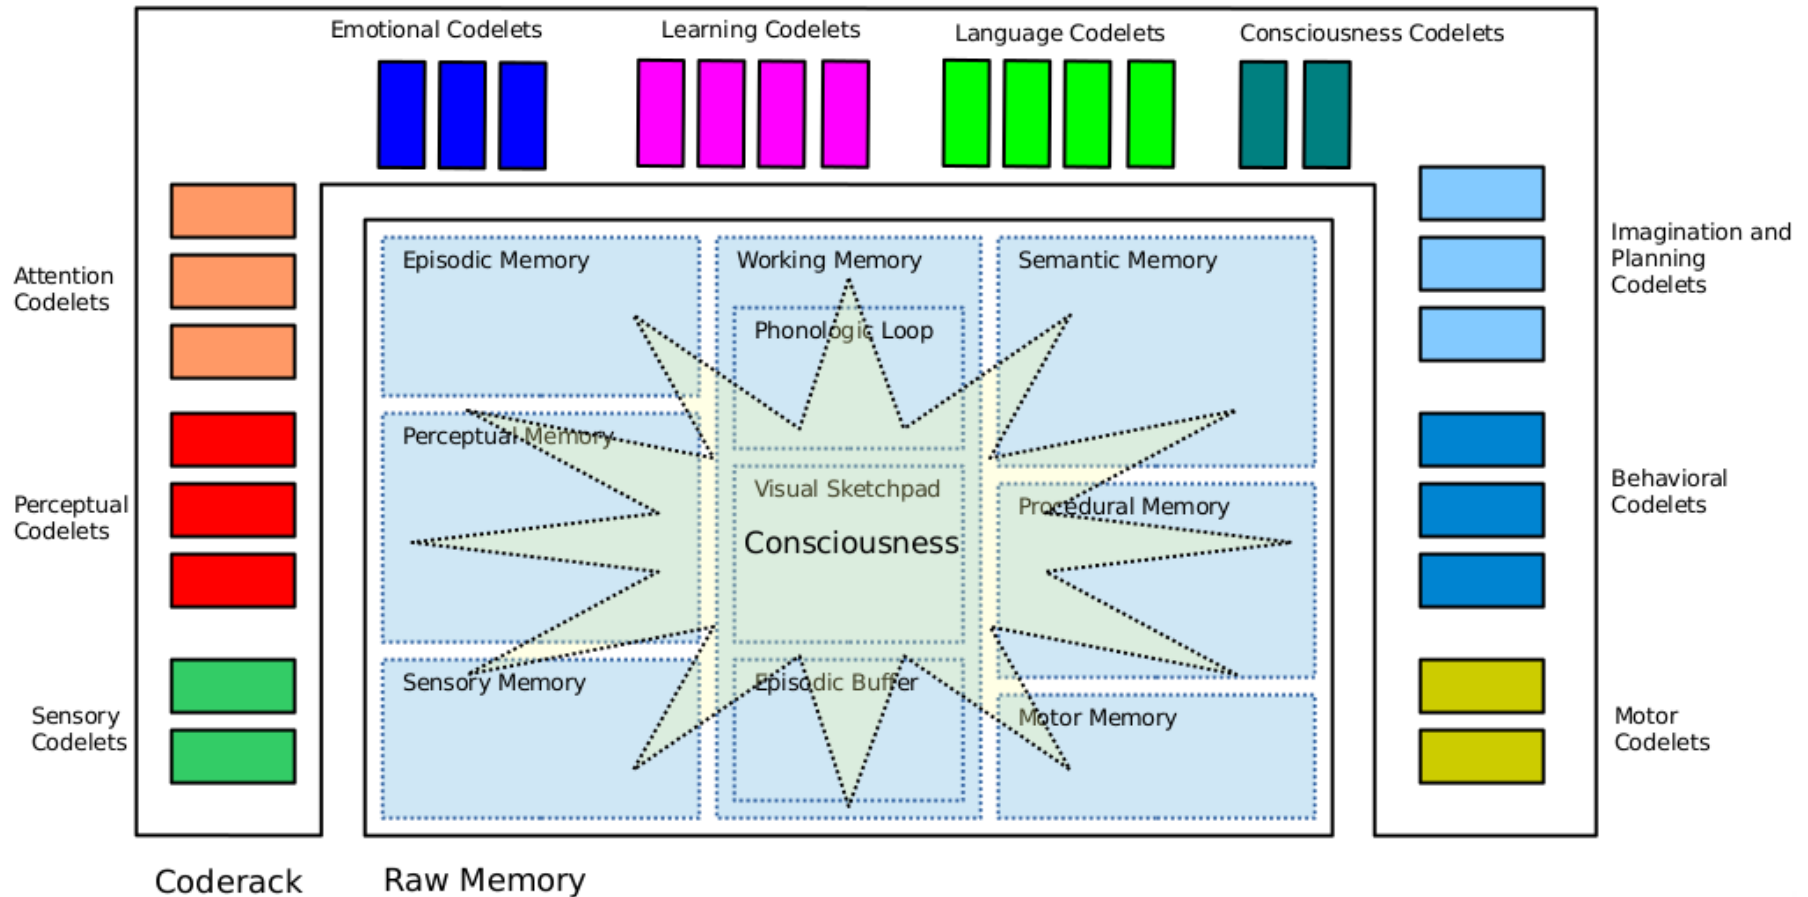 Emotional Codelets
Learning Codelets
Language Codelets
Consciousness Codelets
Attention
Codelets
Perceptual
Codelets
Sensory
Codelets
Episodic Memory
Working Memory
Semantic Memory
Phonologic Loop
Perceptual Memory
Visual Sketchpad
Procedural Memory
Consciousness
Sensory Memory
Episodic Buffer
Motor Memory
Imagination and
Planning
Codelets
Behavioral
Codelets
Motor
Codelets
Coderack
Raw Memory